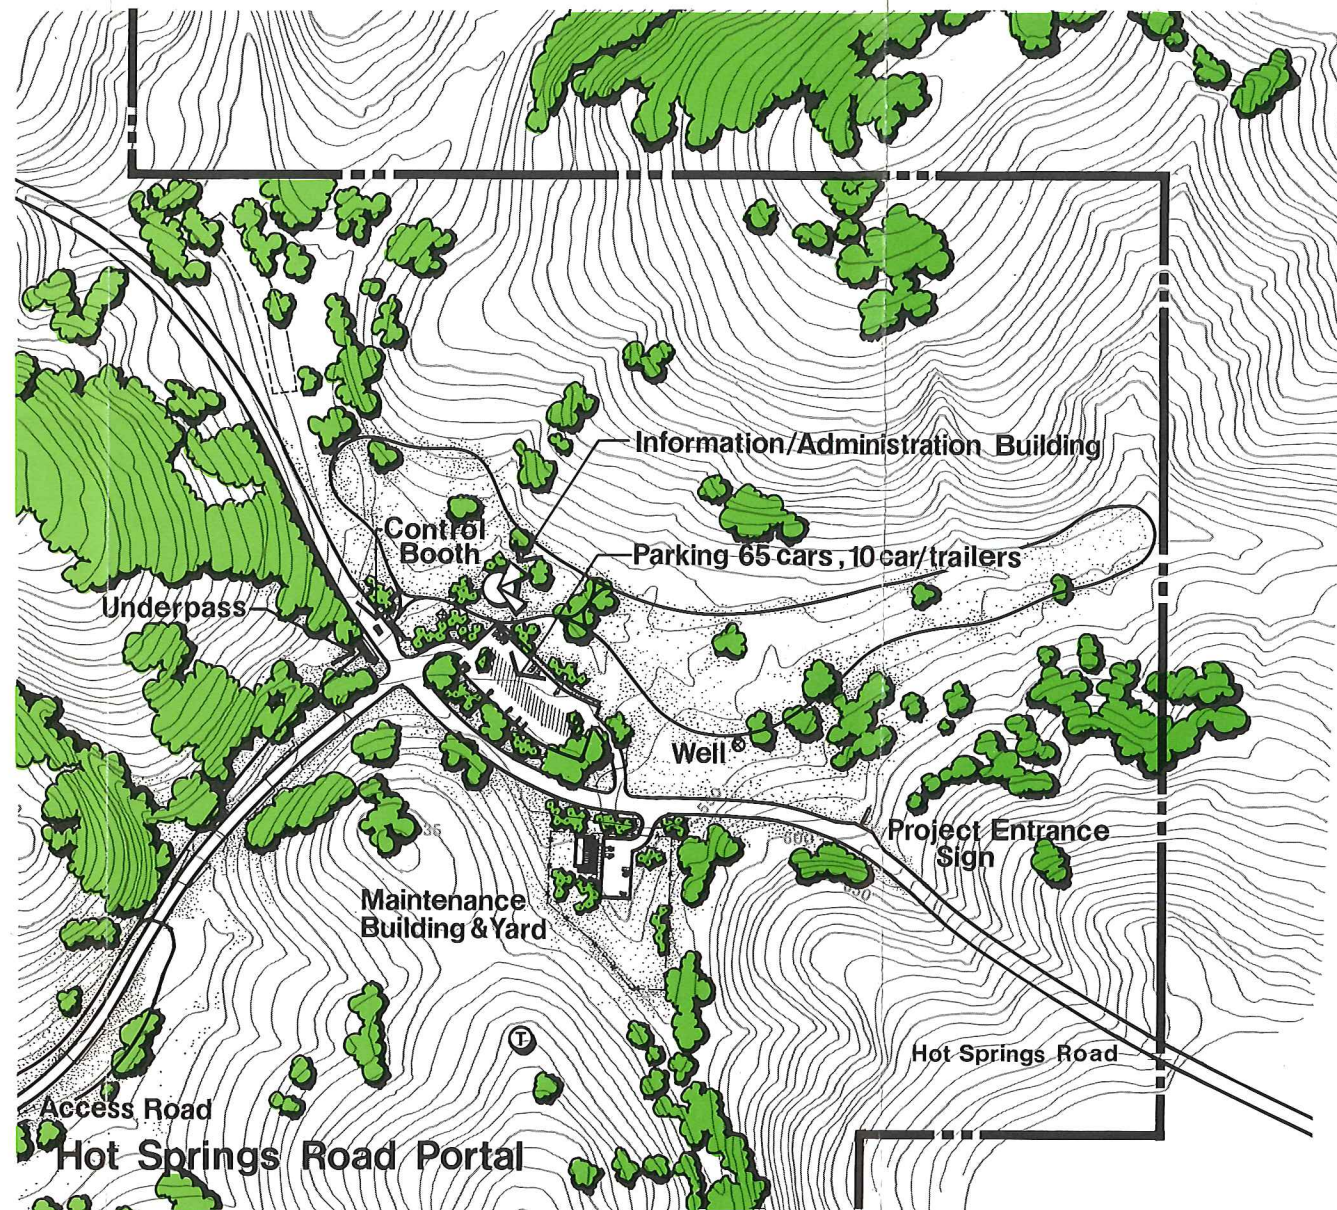 Information/Administration Building
Control
Booth
Parking 65 cars, 10 car/trailers
Underpass
Well
Project Entrance
Sign
Maintenance
Building & Yard
T
Hot Springs Road
Access Road
Hot Springs Road Portal